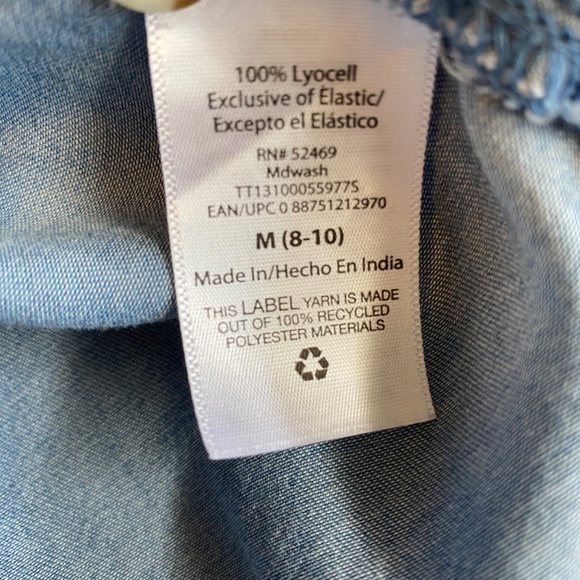 100% Lyocell
Exclusive of Elastic/
Excepto el Elástico
RN# 52469
Mdwash
TT13100055977S
EAN/UPC 0 88751212970
M (8-10)
Made In/Hecho En India
THIS LABEL YARN IS MADE
OUT OF 100% RECYCLED
POLYESTER MATERIALS